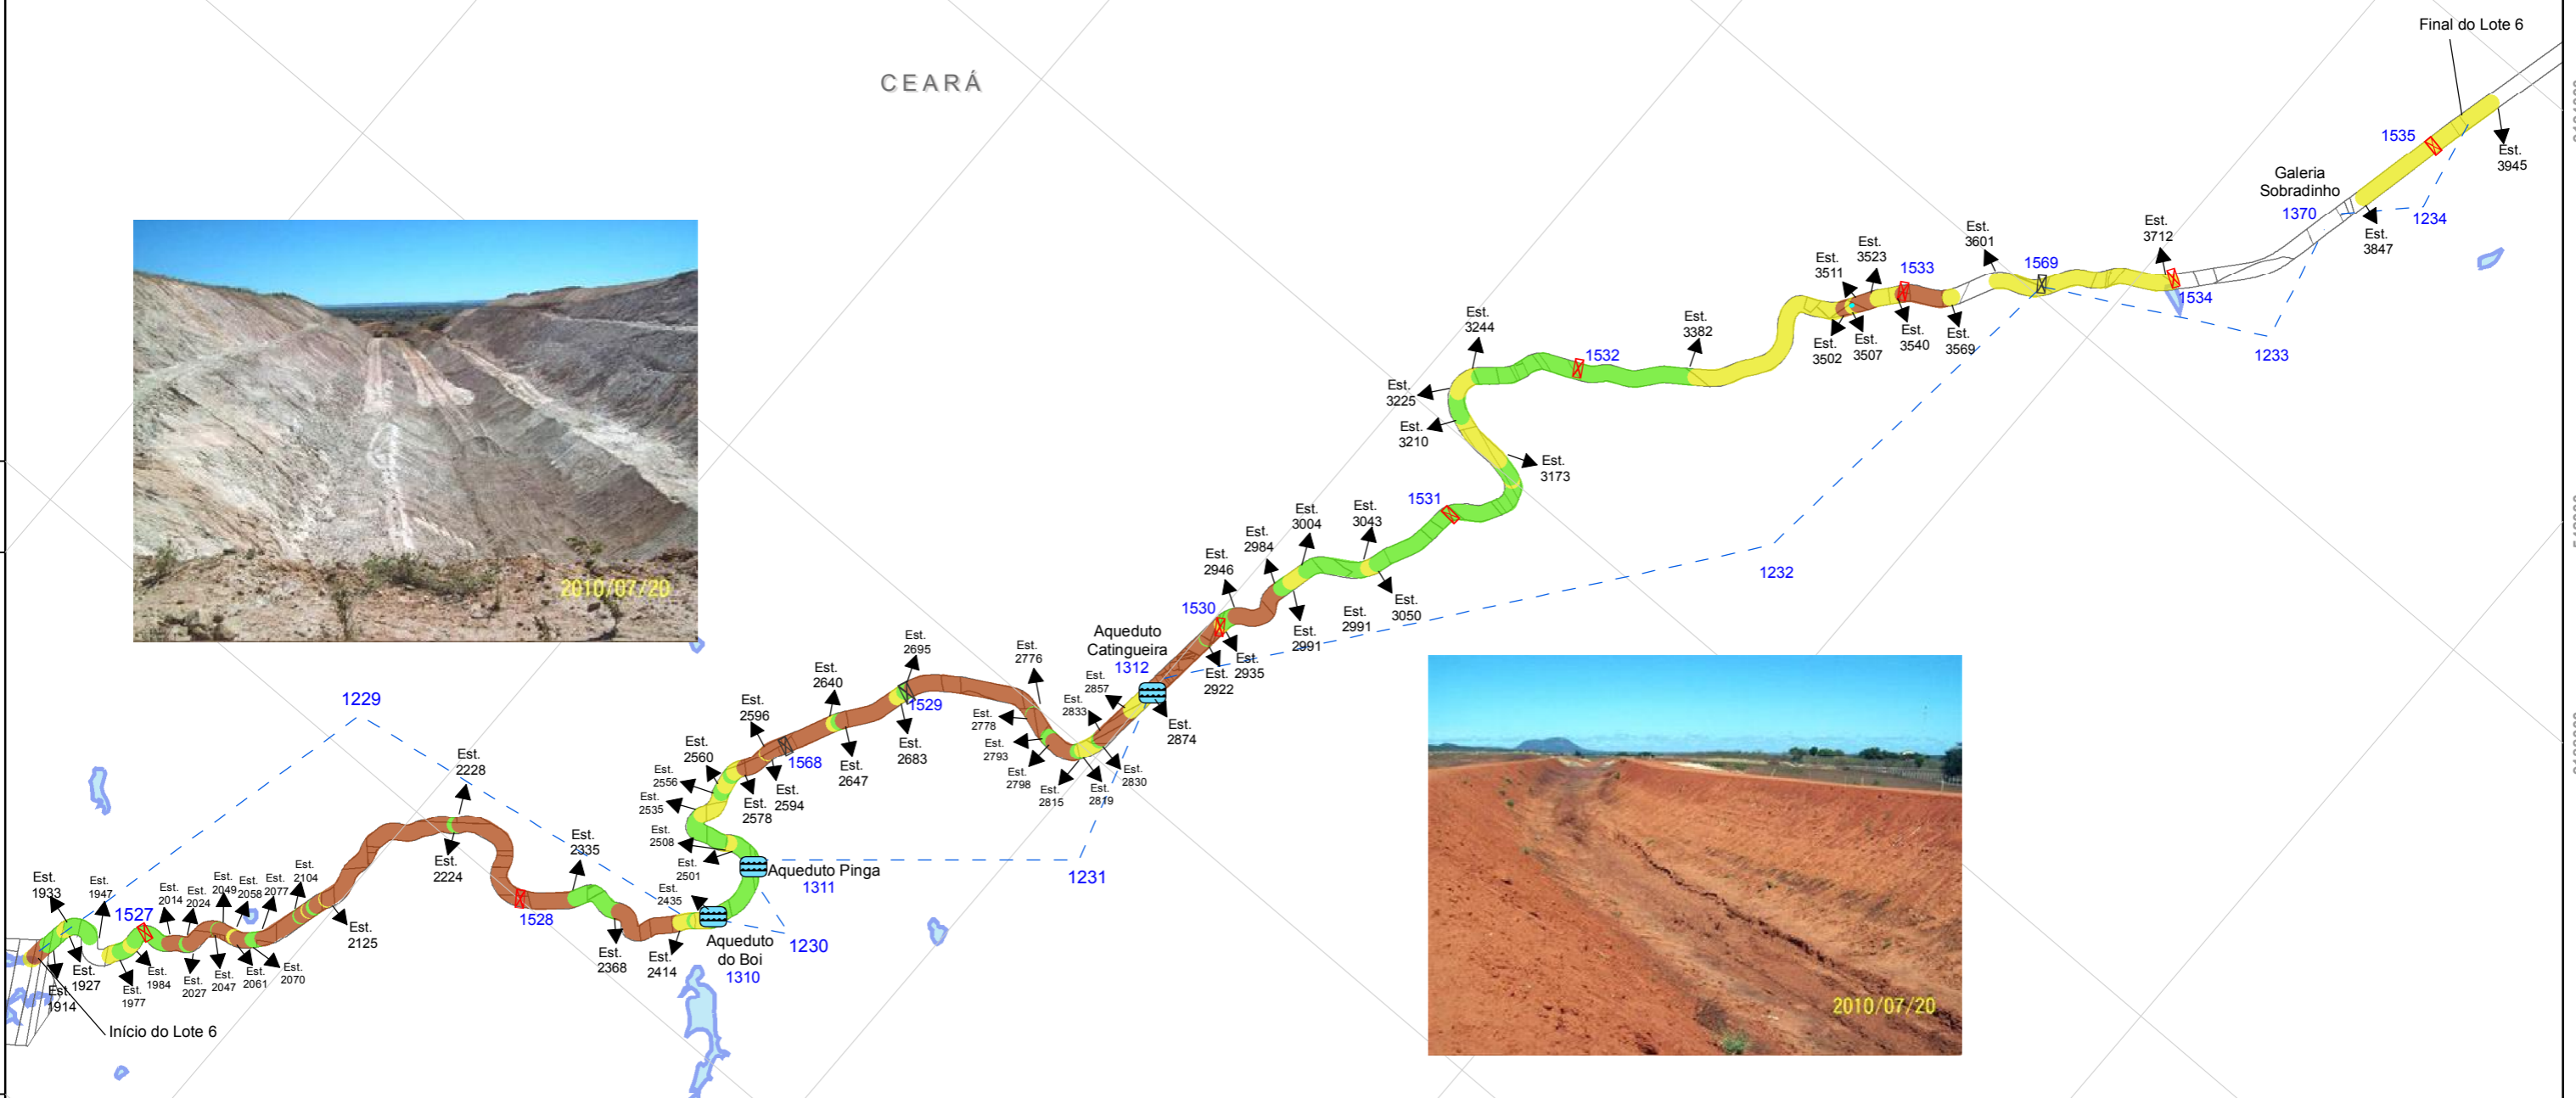 Final do Lote 6
CEARÁ
1535
Est.
3945
Galeria
Sobradinho
1370
1234
Est.
3847
Est.
3712
Est.
3601
1569
1534
1233
Est.
3523
Est.
3511
1533
Est.
3502
Est.
3507
Est.
3540
Est.
3569
Est.
3244
Est.
3382
1532
Est.
3225
Est.
3210
Est.
3173
1531
Est.
3043
Est.
3004
Est.
2984
Est.
2946
1530
Est.
3050
Est.
2991
Est.
2991
1232
2010/07/20
Aqueduto
Catingueira
1312
Est.
2935
Est.
2922
Est.
2874
Est.
2857
Est.
2833
Est.
2776
Est.
2695
1529
Est.
2683
Est.
2640
Est.
2647
Est.
2778
Est.
2793
Est.
2798
Est.
2815
Est.
2819
Est.
2830
Est.
2596
1568
Est.
2594
Est.
2578
Est.
2560
Est.
2556
Est.
2535
Est.
2508
Est.
2501
Aqueduto Pinga
1311
1231
1229
Est.
2228
Est.
2224
Est.
2335
1528
Est.
2368
Est.
2414
Est.
2435
Aqueduto
do Boi
1310
1230
Est.
1933
Est.
1947
1527
Est.
2014
Est.
2024
Est.
2049
Est.
2058
Est.
2077
Est.
2104
Est.
2125
Est.
1914
Est.
1927
Est.
1977
Est.
1984
Est.
2027
Est.
2047
Est.
2061
Est.
2070
Início do Lote 6
2010/07/20